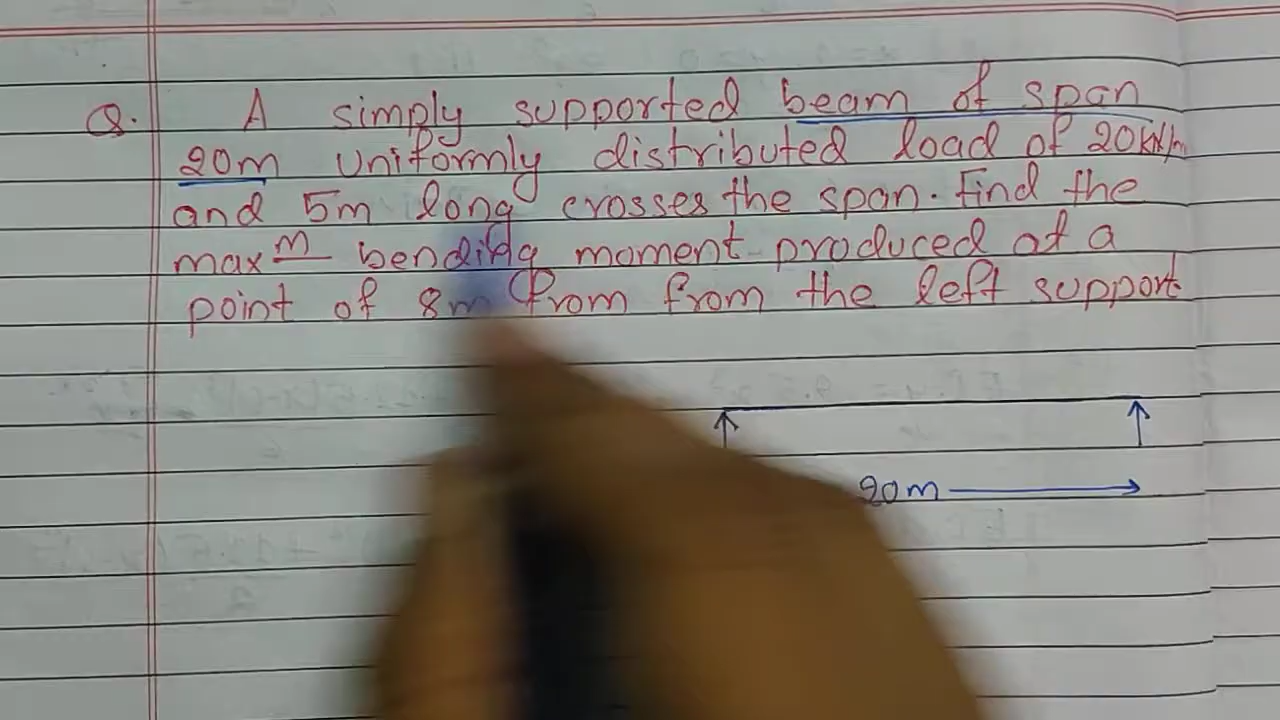 Q. A simply supported beam of span
20m uniformly distributed load of 20kN/m
and 5m long crosses the span. Find the
max m bending moment produced at a
point of 8m from from the left support.
20m